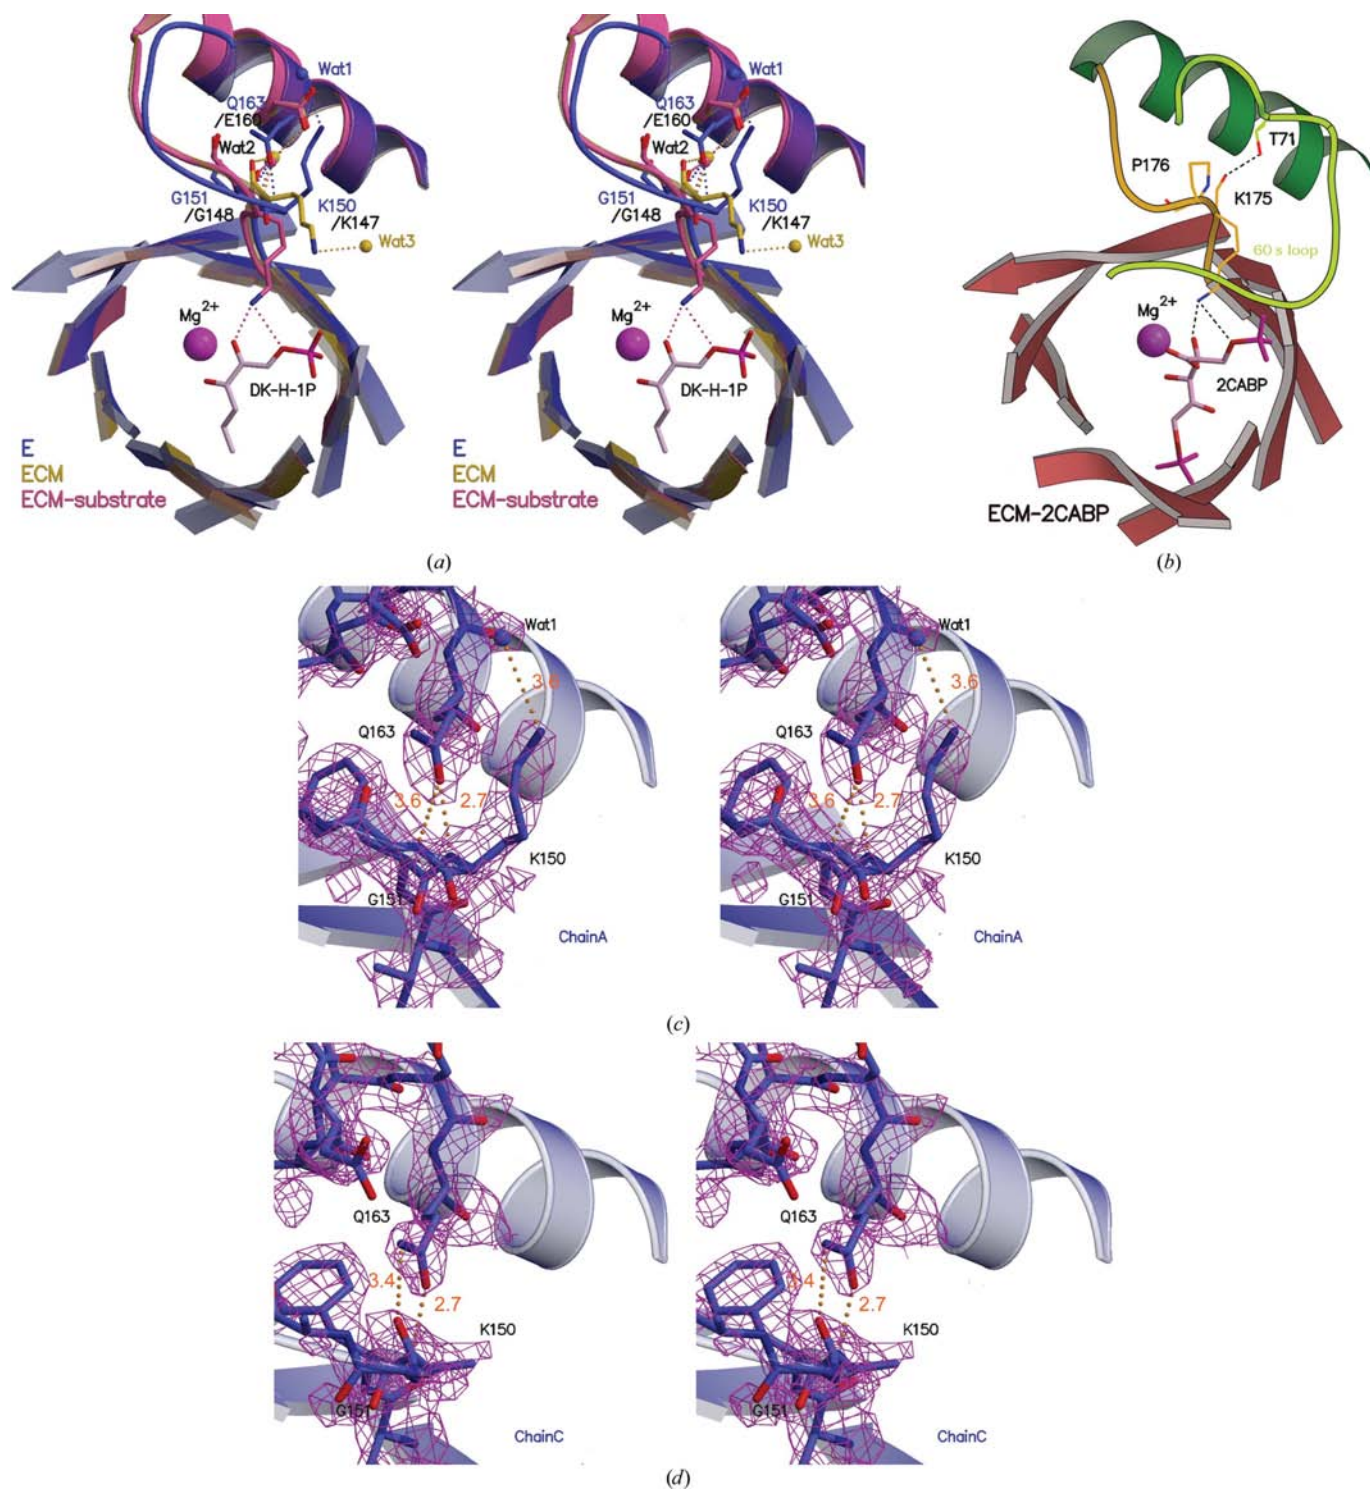 Wat1
Q163
/E160
Wat2
G151
/G148
K150
/K147
Wat3
Mg2+
DK-H-1P
E
ECM
ECM-substrate
Wat1
Q163
/E160
Wat2
G151
/G148
K150
/K147
Wat3
Mg2+
DK-H-1P
E
ECM
ECM-substrate
(a)
T71
P176
K175
60s loop
Mg2+
2CABP
ECM-2CABP
(b)
Wat1
3.6
Q163
3.6
2.7
K150
G151
ChainA
Wat1
3.6
Q163
3.6
2.7
K150
G151
ChainA
(c)
Q163
3.4
2.7
K150
G151
ChainC
Q163
3.4
2.7
K150
G151
ChainC
(d)